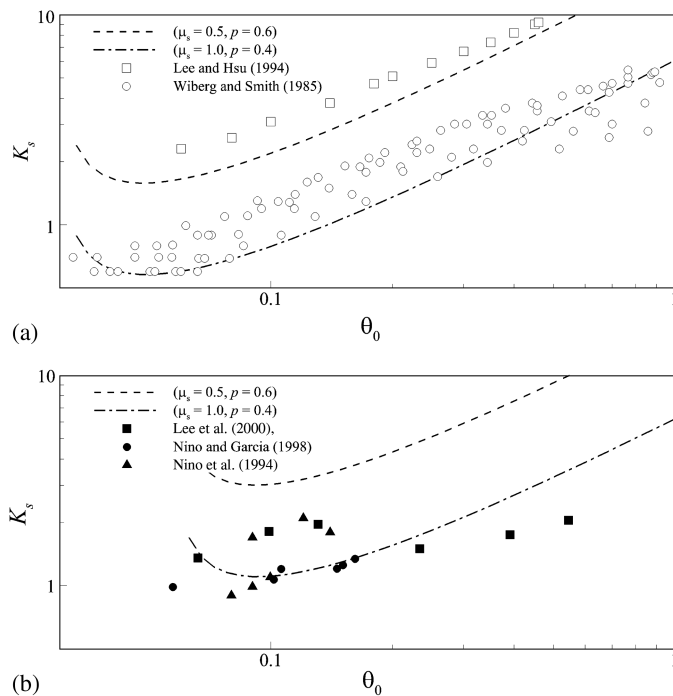 10
(μs = 0.5, p = 0.6)
(μs = 1.0, p = 0.4)
Lee and Hsu (1994)
Wiberg and Smith (1985)
Ks
1
0.1
1
(a)
θ0
10
(μs = 0.5, p = 0.6)
(μs = 1.0, p = 0.4)
Lee et al. (2000),
Nino and Garcia (1998)
Nino et al. (1994)
Ks
1
0.1
1
(b)
θ0